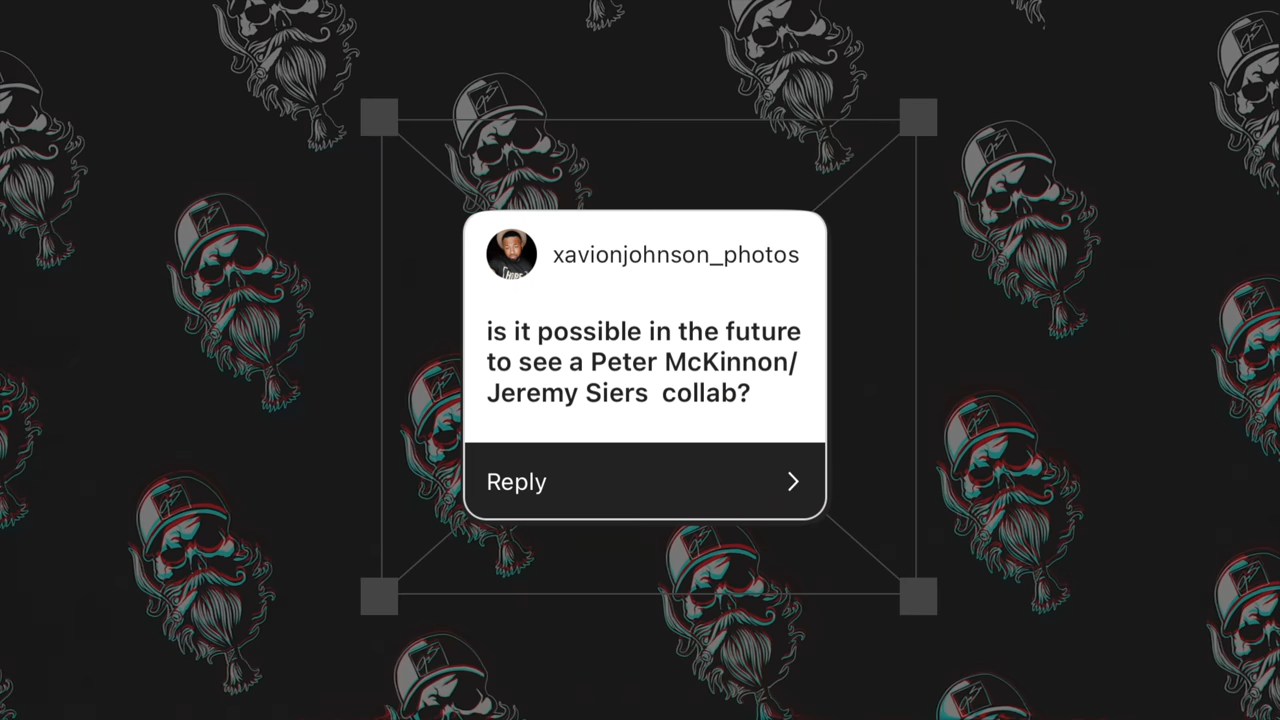 xavionjohnson_photos
is it possible in the future
to see a Peter McKinnon/
Jeremy Siers  collab?
Reply